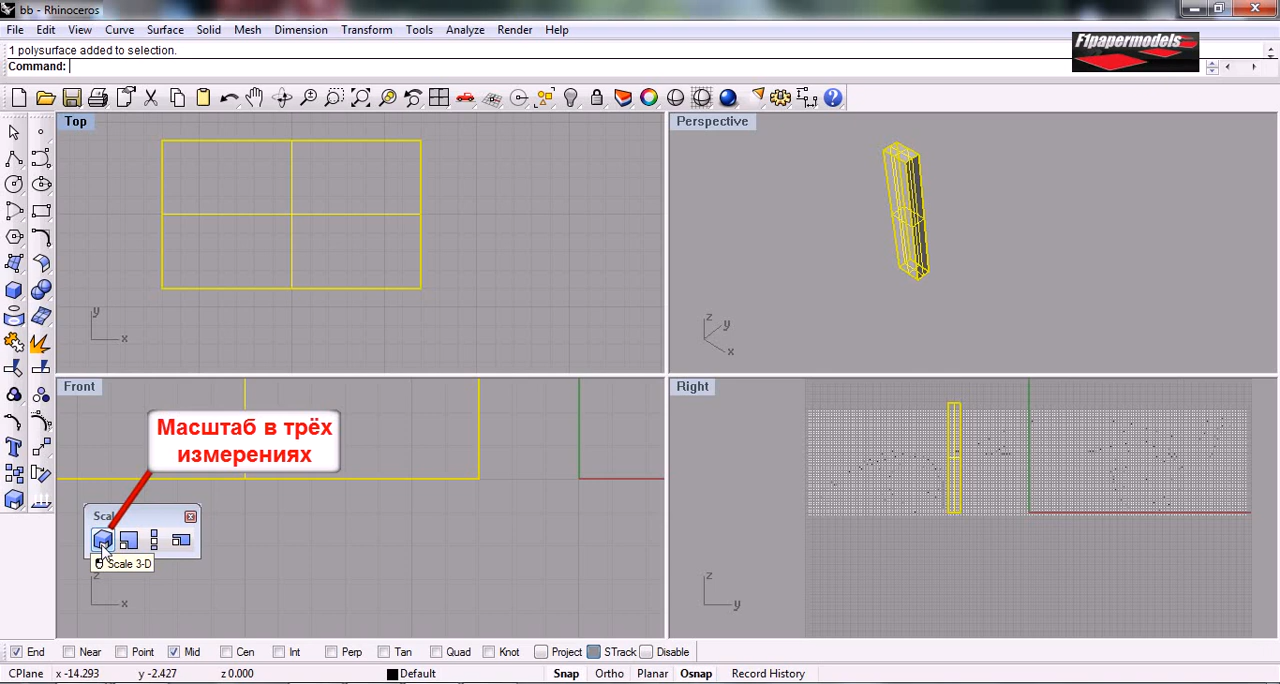 bb - Rhinoceros
File Edit View Curve Surface Solid Mesh Dimension Transform Tools Analyze Render Help
1 polysurface added to selection.
Command:
F1papermodels
Top
Perspective
y
x
z
y
x
Front
Right
Масштаб в трёх
измерениях
Scal
Scale 3-D
z
x
z
y
End Near Point Mid Cen Int Perp Tan Quad Knot Project STrack Disable
CPlane x -14.293 y -2.427 z 0.000 Default Snap Ortho Planar Osnap Record History